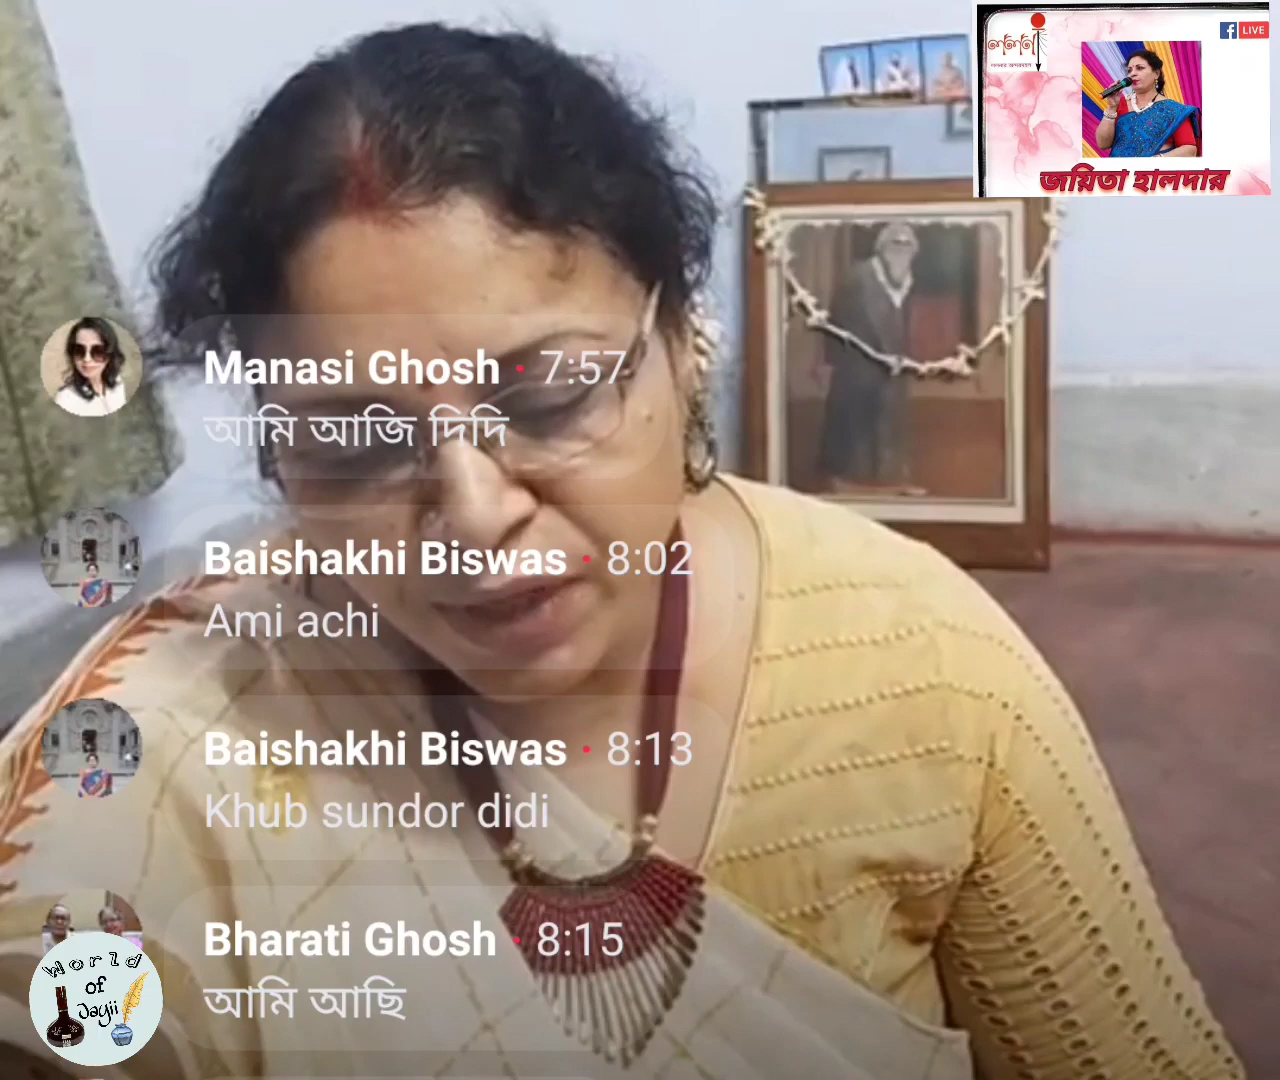 LIVE
জয়িতা হালদার
Manasi Ghosh • 7:57
আমি আজি দিদি
Baishakhi Biswas • 8:02
Ami achi
Baishakhi Biswas • 8:13
Khub sundor didi
Bharati Ghosh • 8:15
আমি আছি
World
of
Jayii